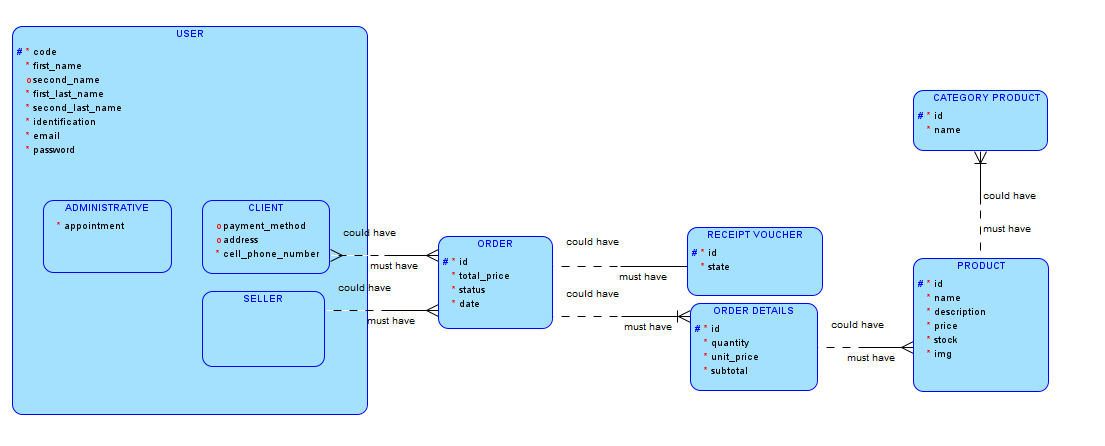 USER
#* code
* first_name
o second_name
* first_last_name
* second_last_name
* identification
* email
* password
ADMINISTRATIVE
* appointment
CLIENT
o payment_method
o address
* cell_phone_number
SELLER
could have
must have
could have
must have
ORDER
#* id
* total_price
* status
* date
could have
must have
could have
must have
RECEIPT VOUCHER
#* id
* state
ORDER DETAILS
#* id
* quantity
* unit_price
* subtotal
could have
must have
CATEGORY PRODUCT
#* id
* name
could have
must have
PRODUCT
#* id
* name
* description
* price
* stock
* img